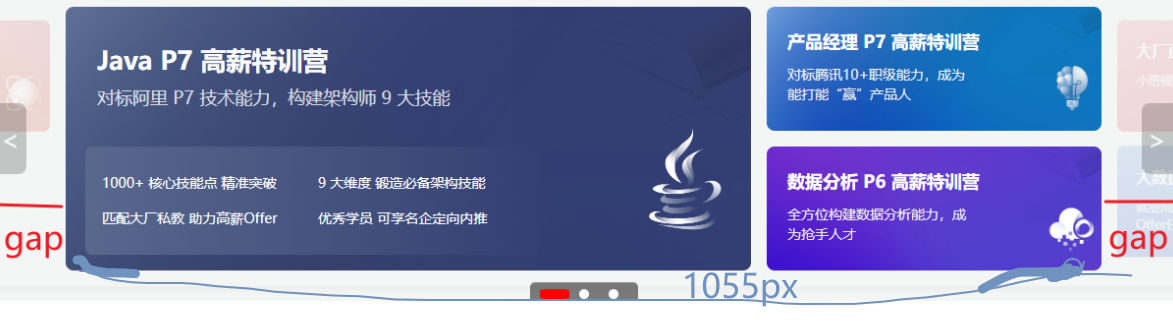 Java P7 高薪特训营
对标阿里 P7 技术能力，构建架构师 9 大技能
1000+ 核心技能点 精准突破
9 大维度 锻造必备架构技能
匹配大厂私教 助力高薪Offer
优秀学员 可享名企定向内推
产品经理 P7 高薪特训营
对标腾讯10+职级能力，成为
能打能“赢”产品人
数据分析 P6 高薪特训营
全方位构建数据分析能力，成
为抢手人才
大厂
小班
大数据
Offer
<
>
gap
gap
1055px